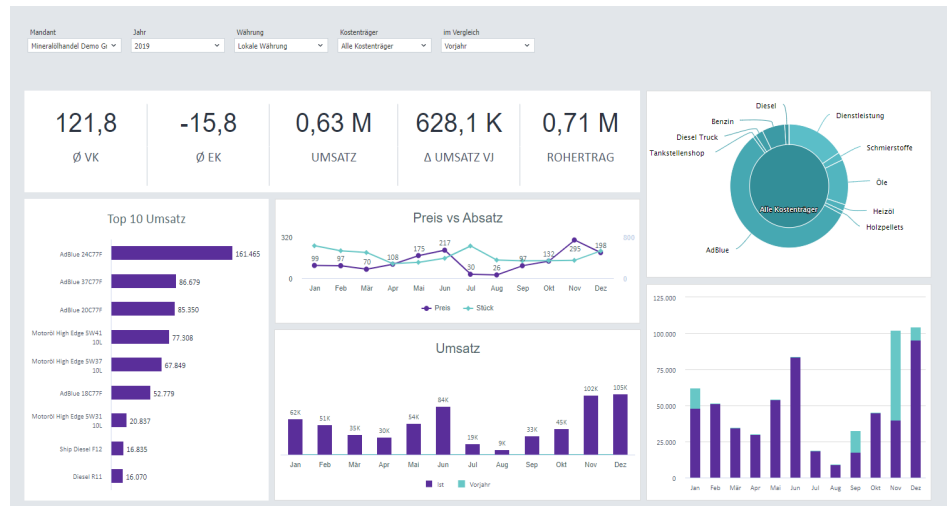 Mandant Jahr Währung Kostenträger im Vergleich
Mineralölhandel Demo Gr 2019 Lokale Währung Alle Kostenträger Vorjahr
121,8 -15,8 0,63 M 628,1 K 0,71 M
Ø VK Ø EK UMSATZ Δ UMSATZ VJ ROHERTRAG
Diesel
Benzin
Dienstleistung
Diesel Truck
Schmierstoffe
Tankstellenshop
Öle
Alle Kostenträger
Heizöl
Holzpellets
AdBlue
Top 10 Umsatz
AdBlue 24C77F 161.465
AdBlue 37C77F 86.679
AdBlue 20C77F 85.350
Motoröl High Edge 5W41
10L
77.308
Motoröl High Edge 5W37
10L
67.849
AdBlue 18C77F 52.779
Motoröl High Edge 5W31
10L
20.837
Ship Diesel F12 16.835
Diesel R11 16.070
Preis vs Absatz
320 800
99 97 70 108 175 217 30 26 97 132 295 198
0 0
Jan Feb Mär Apr Mai Jun Jul Aug Sep Okt Nov Dez
Preis Stück
Umsatz
62K 51K 35K 30K 54K 84K 19K 9K 33K 45K 102K 105K
Jan Feb Mär Apr Mai Jun Jul Aug Sep Okt Nov Dez
Ist Vorjahr
125.000
100.000
75.000
50.000
25.000
0
Jan Feb Mär Apr Mai Jun Jul Aug Sep Okt Nov Dez